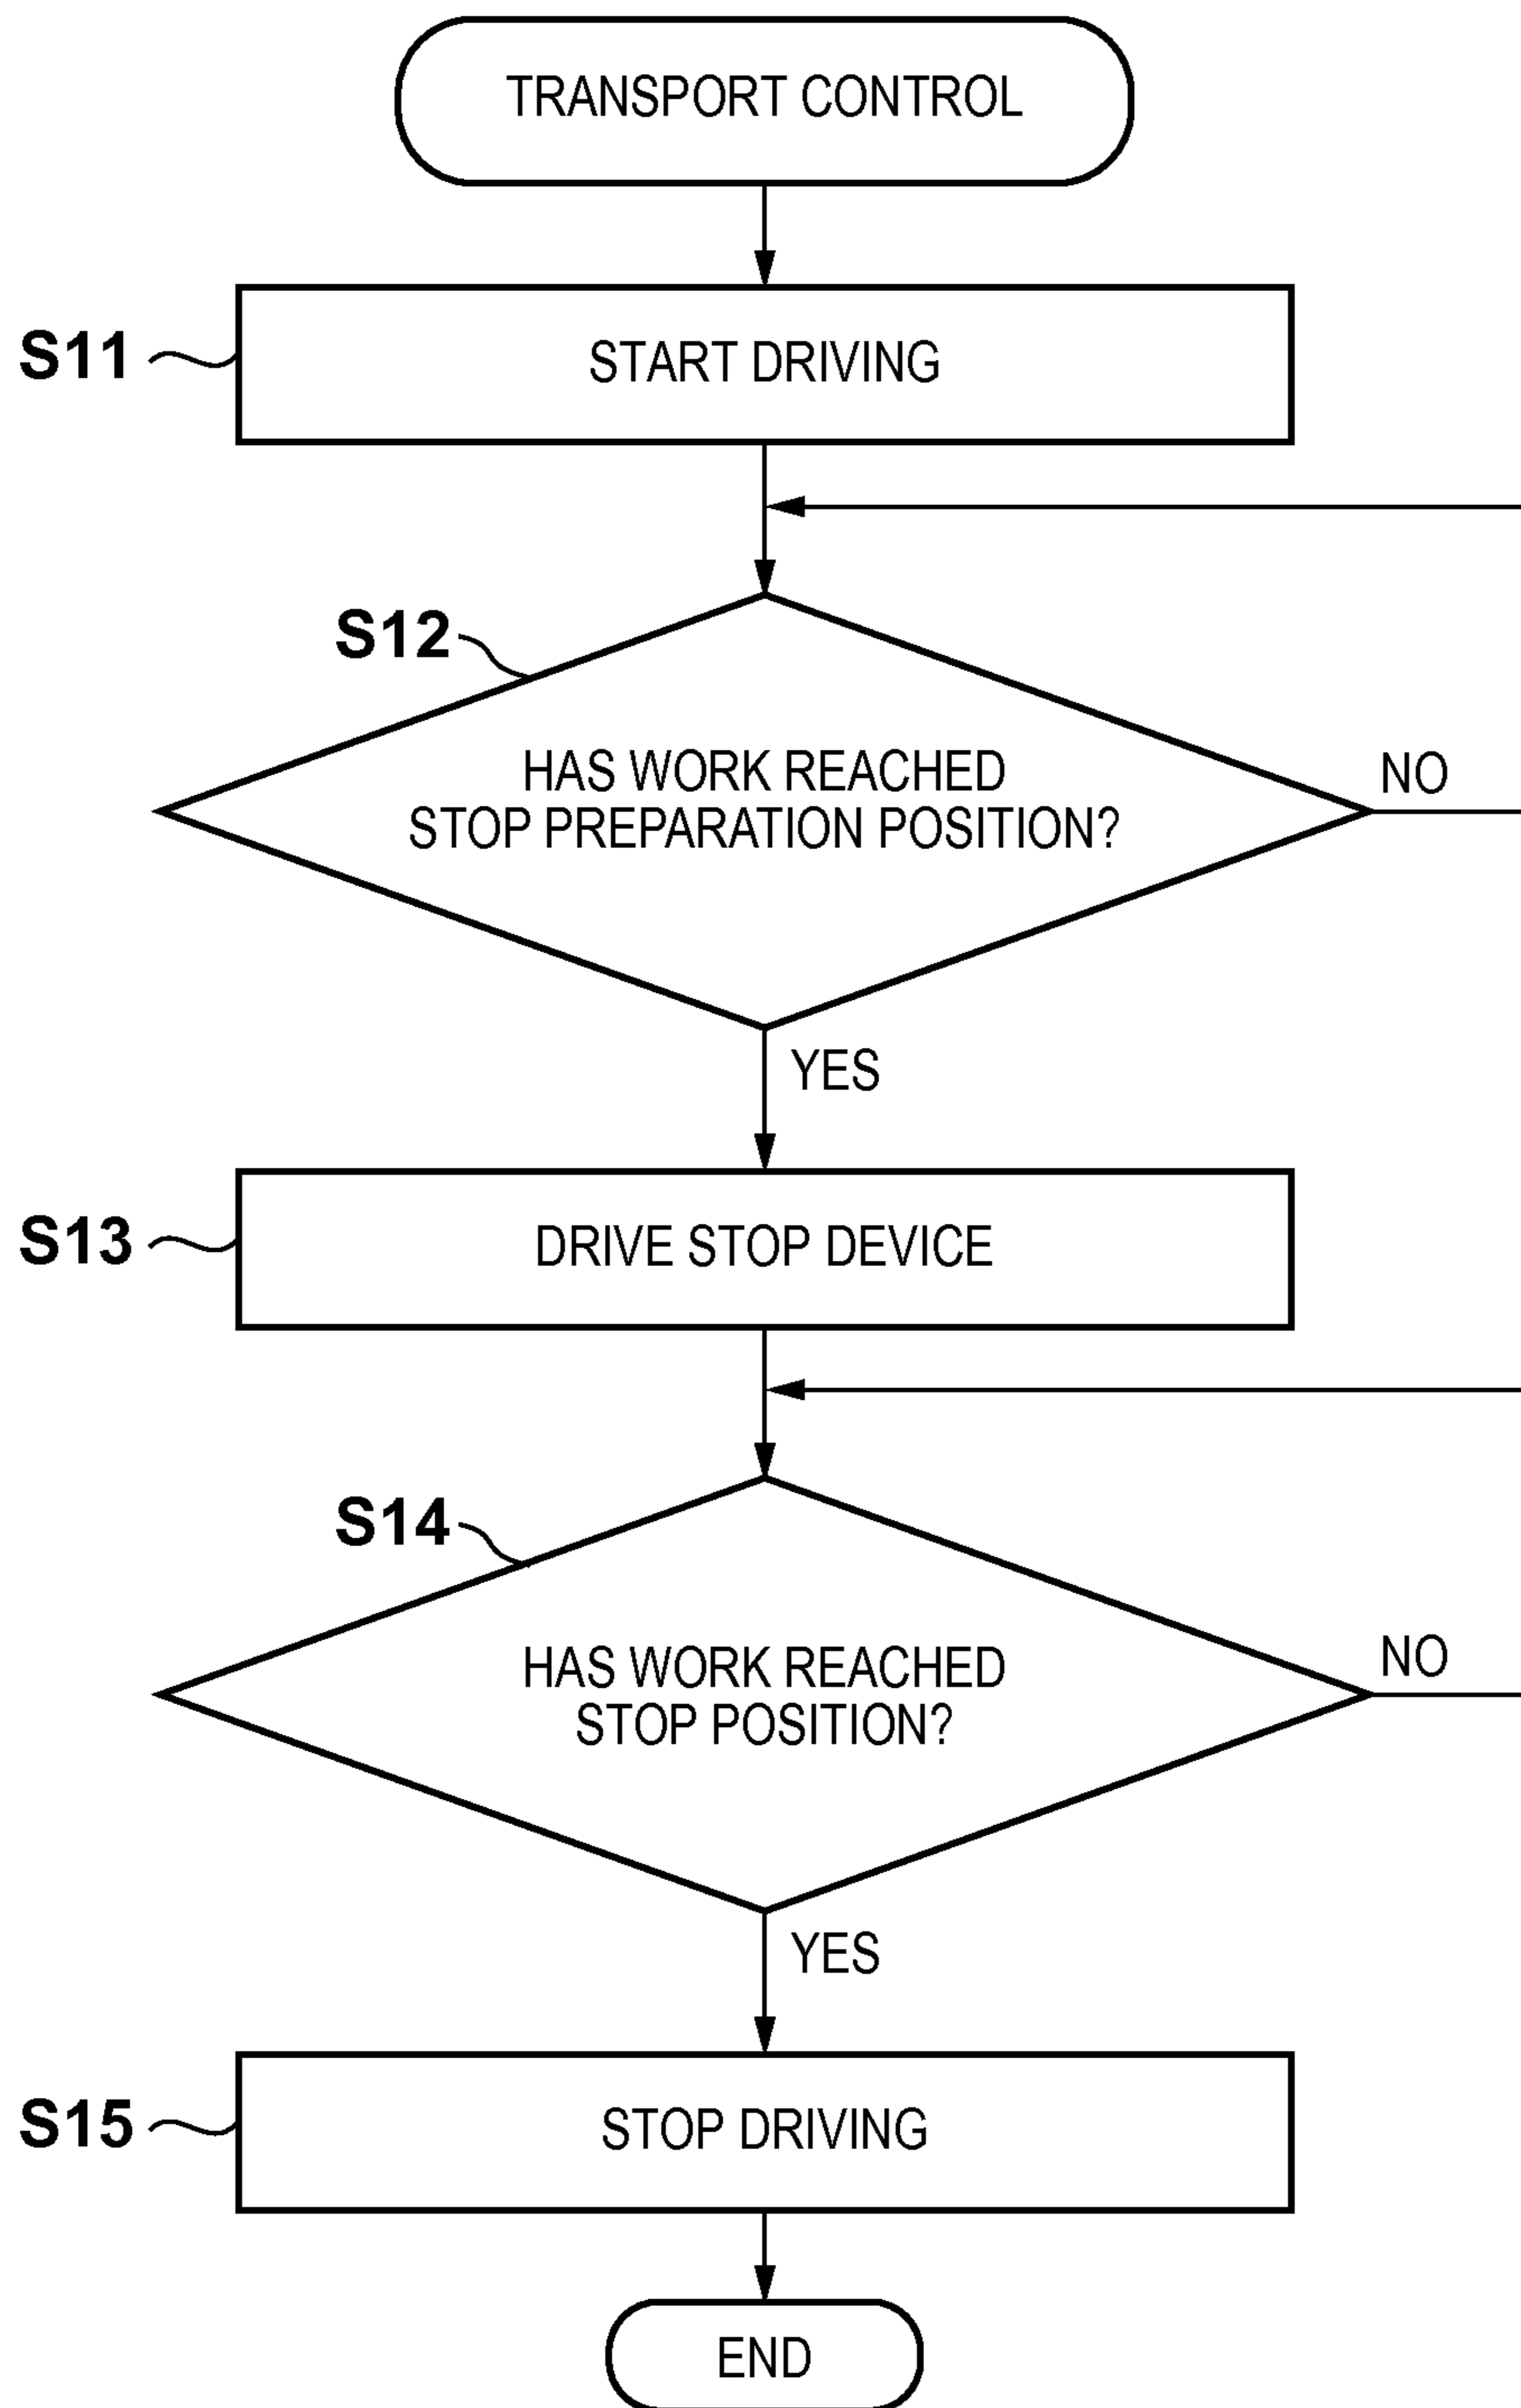 TRANSPORT CONTROL
S11
START DRIVING
S12
HAS WORK REACHED
STOP PREPARATION POSITION?
NO
YES
S13
DRIVE STOP DEVICE
S14
HAS WORK REACHED
STOP POSITION?
NO
YES
S15
STOP DRIVING
END